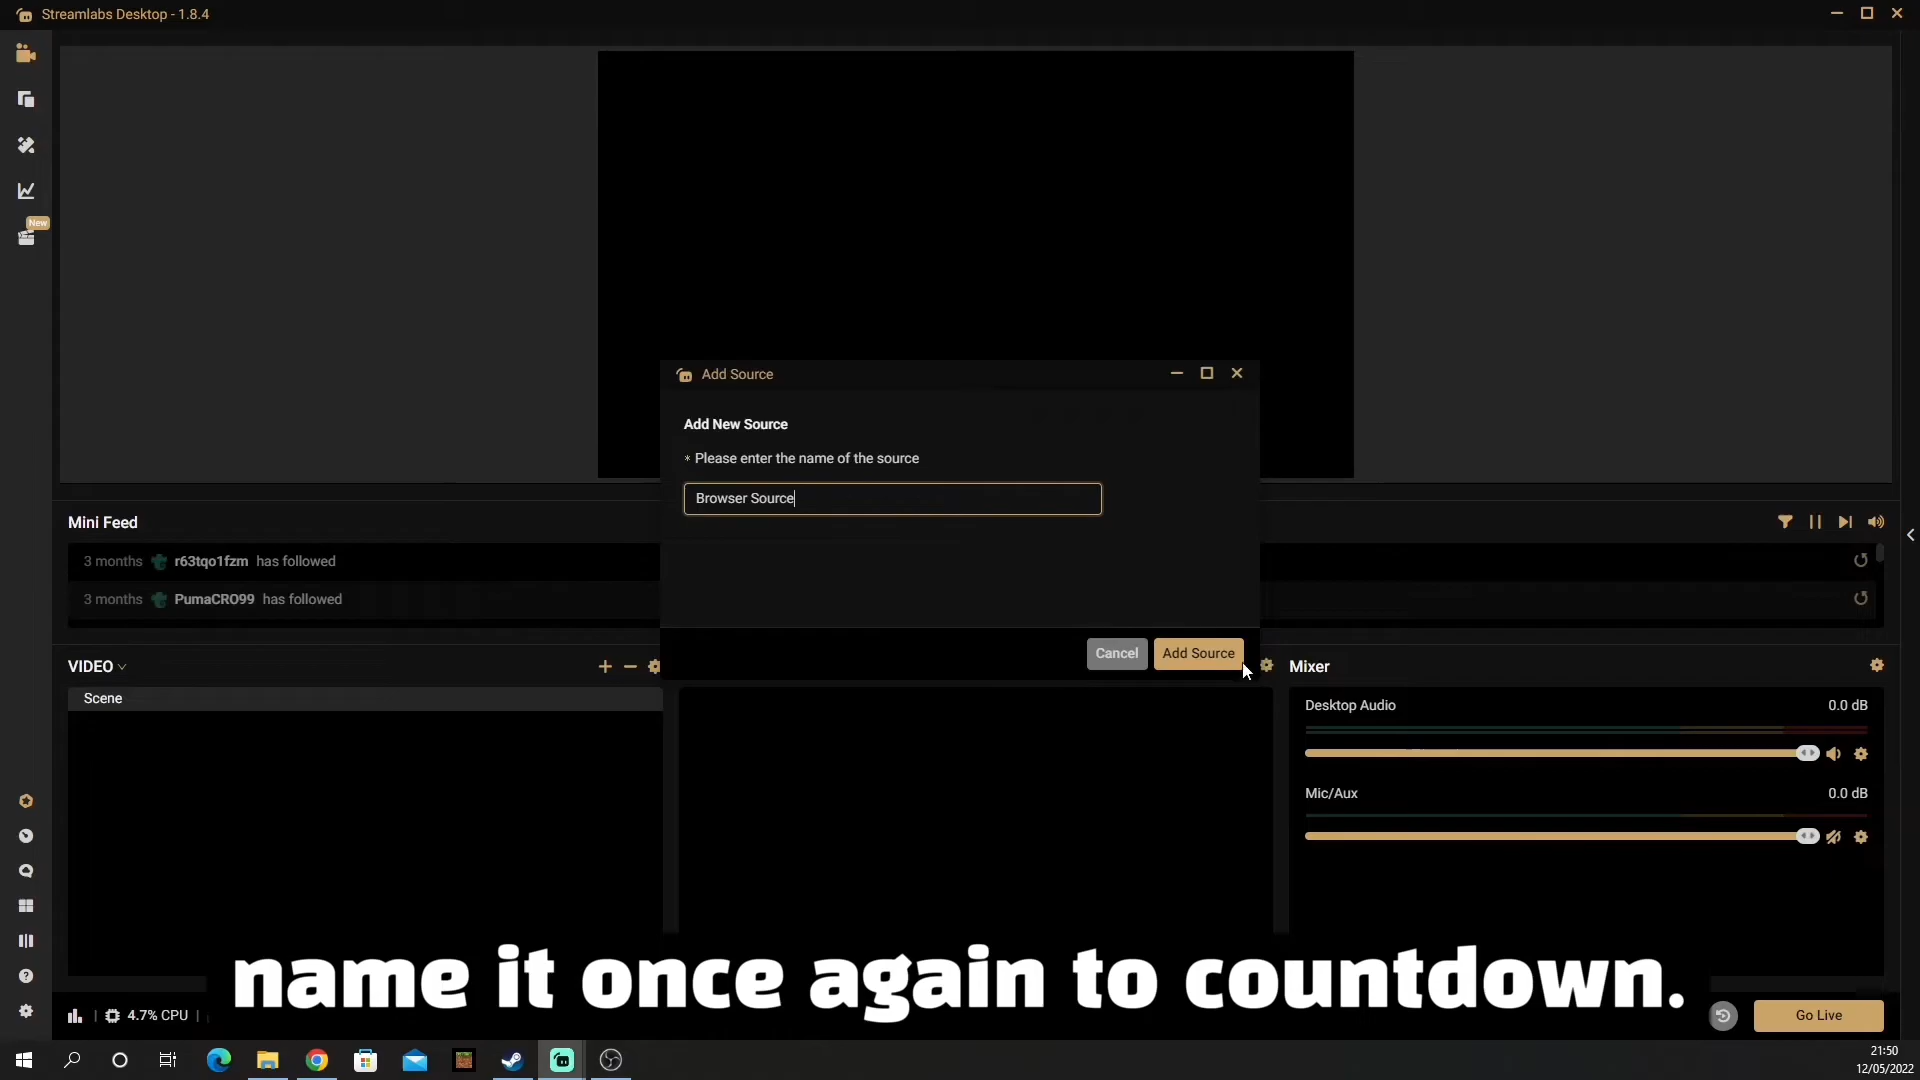 Streamlabs Desktop - 1.8.4
New
Add Source
Add New Source
* Please enter the name of the source
Browser Source
Cancel
Add Source
Mini Feed
3 months r63tqo1fzm has followed
3 months PumaCRO99 has followed
VIDEO
Scene
Mixer
Desktop Audio 0.0 dB
Mic/Aux 0.0 dB
name it once again to countdown.
4.7% CPU
Go Live
21:50
12/05/2022